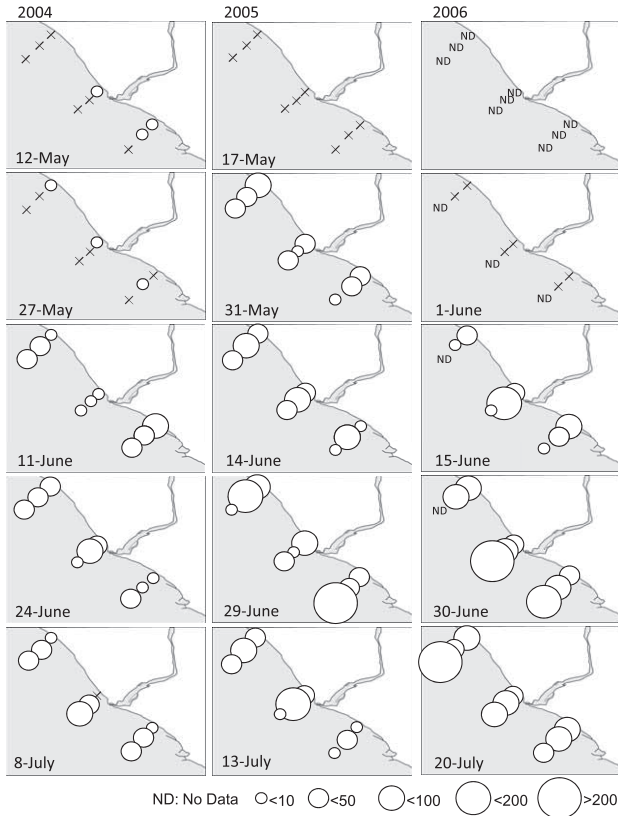 2004 2005 2006
ND
ND
ND
ND
ND
ND
ND
ND
ND
12-May 17-May
ND
ND
ND
27-May 31-May 1-June
ND
11-June 14-June 15-June
ND
24-June 29-June 30-June
8-July 13-July 20-July
ND: No Data <10 <50 <100 <200 >200